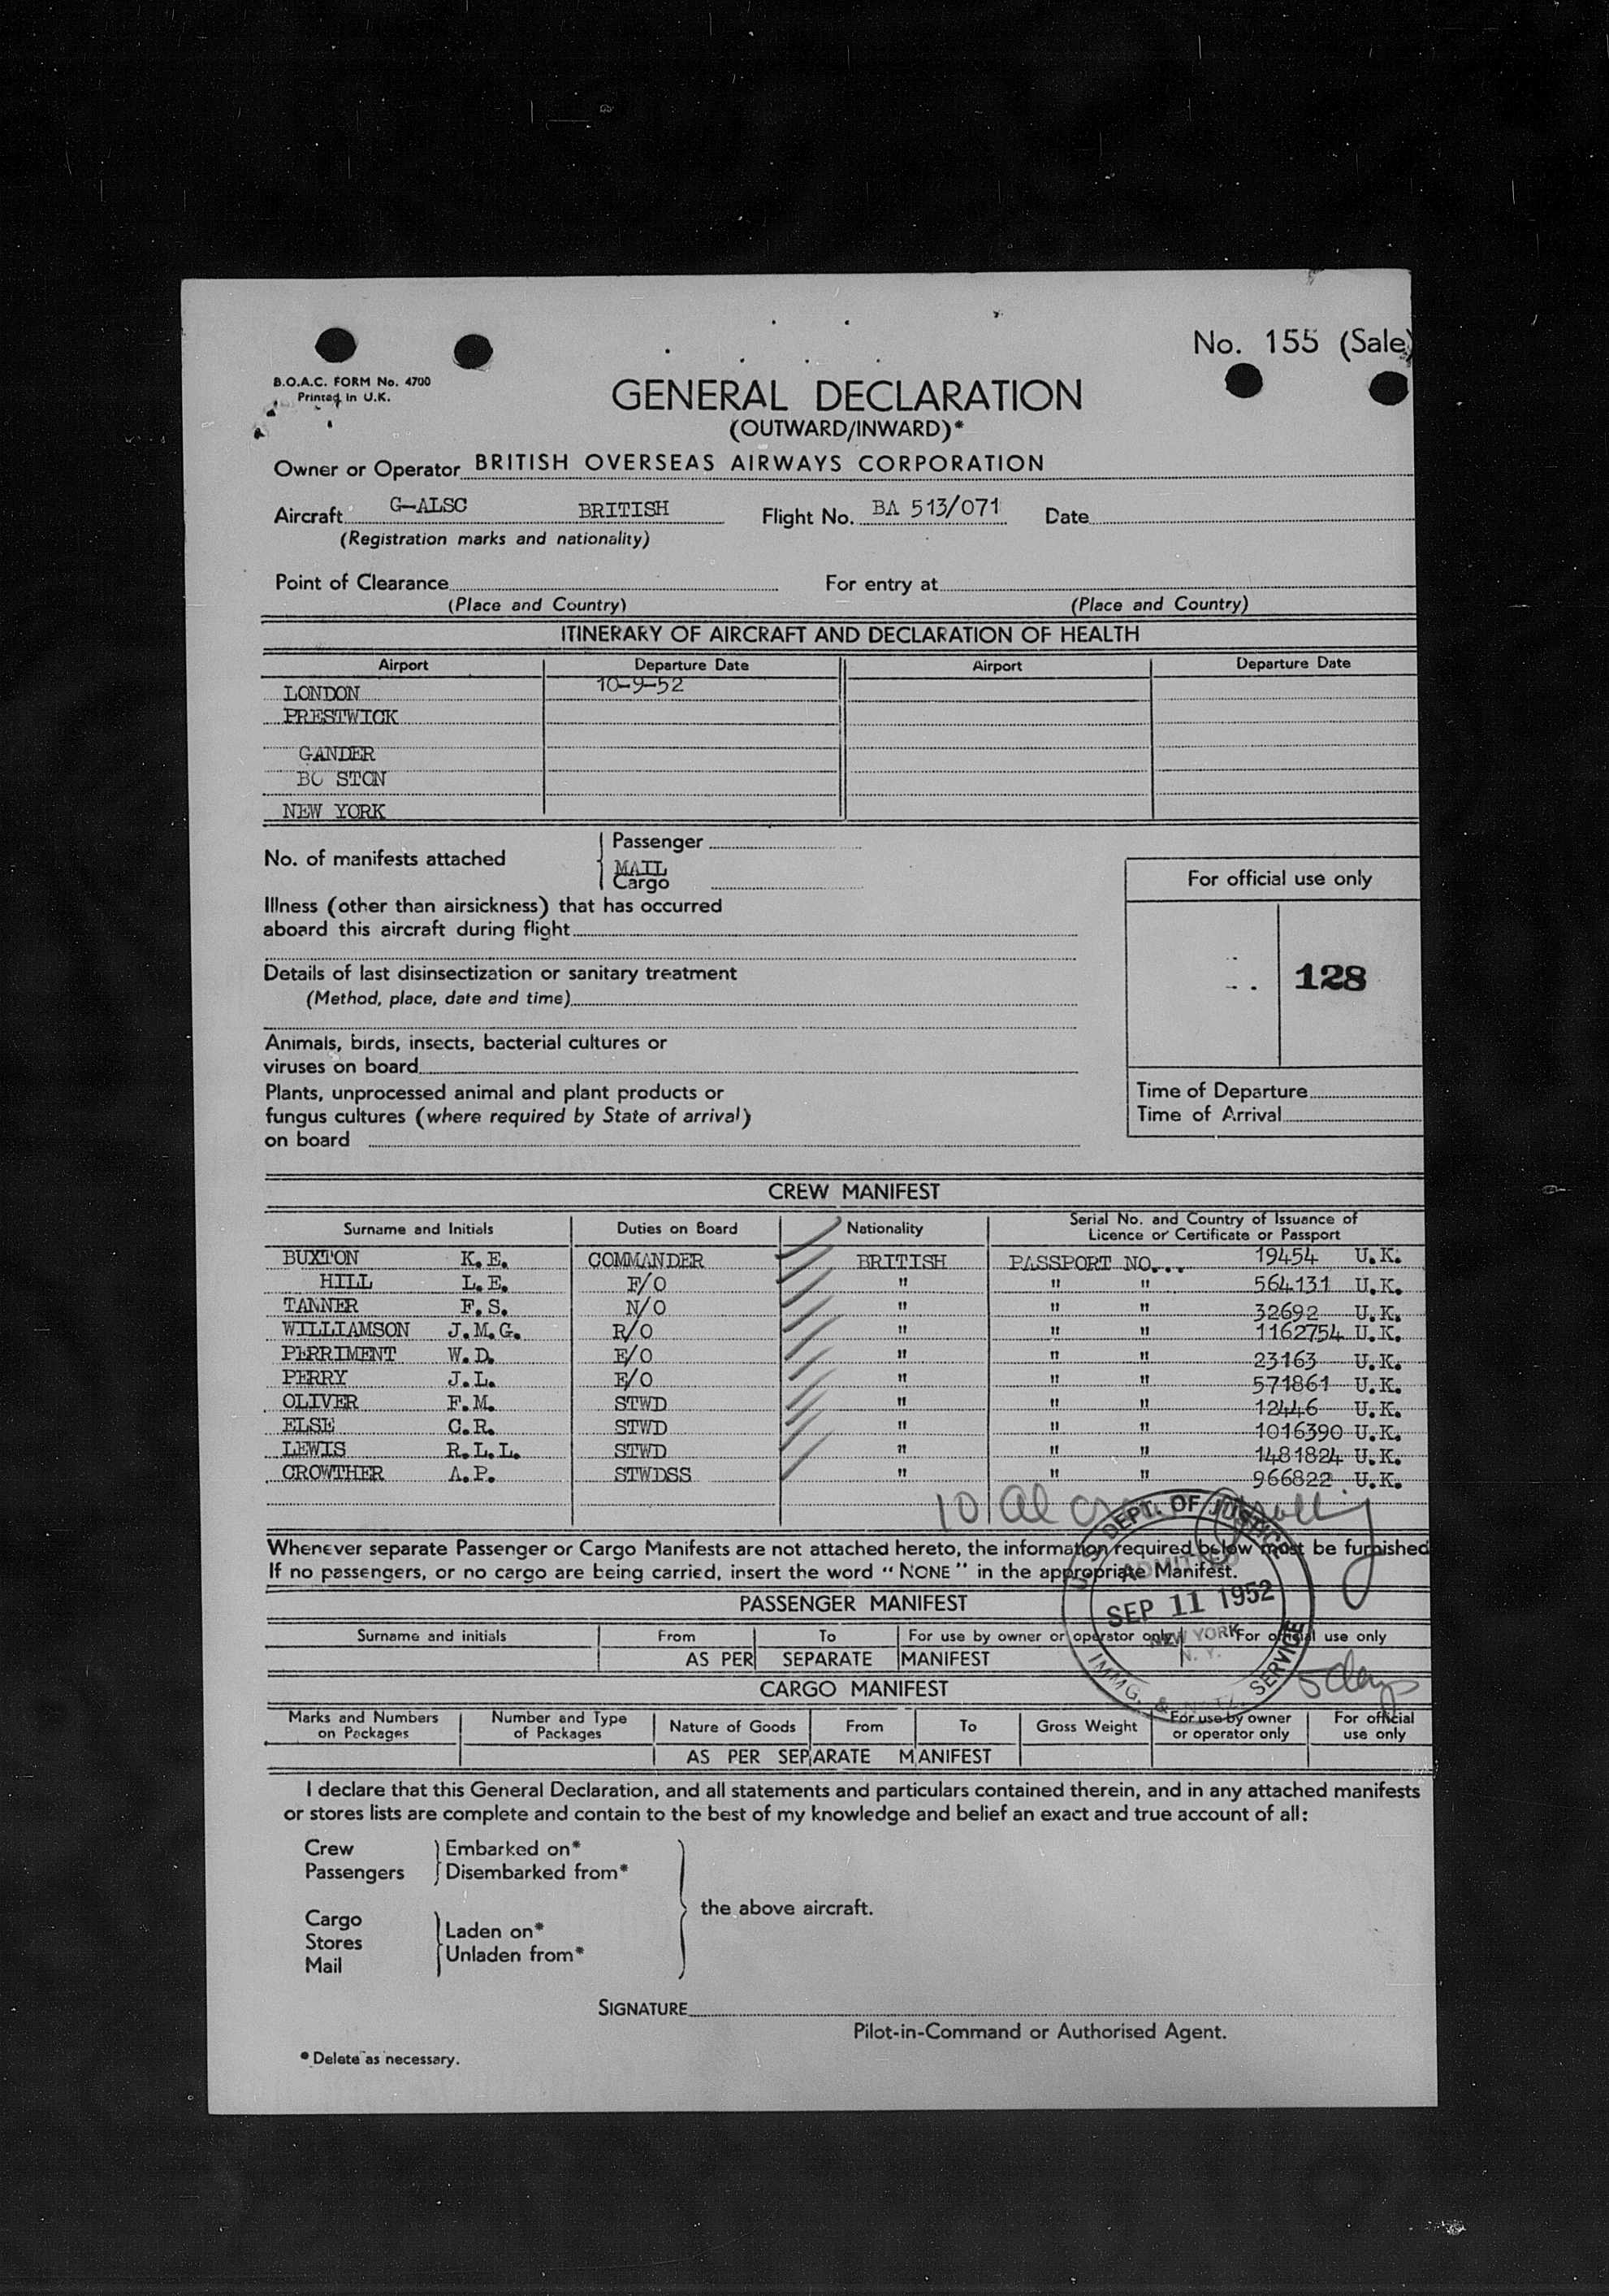 No. 155 (Sale)
B.O.A.C. FORM No. 4700
Printed in U.K.
GENERAL DECLARATION
(OUTWARD/INWARD)*
Owner or Operator BRITISH OVERSEAS AIRWAYS CORPORATION
Aircraft G-ALSC BRITISH Flight No. BA 513/071 Date
(Registration marks and nationality)
Point of Clearance For entry at
(Place and Country) (Place and Country)
ITINERARY OF AIRCRAFT AND DECLARATION OF HEALTH
Airport Departure Date Airport Departure Date
LONDON 10-9-52
PRESTWICK
GANDER
BOSTON
NEW YORK
No. of manifests attached
Passenger
MAIL
Cargo
For official use only
Illness (other than airsickness) that has occurred
aboard this aircraft during flight
Details of last disinsectization or sanitary treatment
(Method, place, date and time)
128
Animals, birds, insects, bacterial cultures or
viruses on board
Plants, unprocessed animal and plant products or
fungus cultures (where required by State of arrival)
on board
Time of Departure
Time of Arrival
CREW MANIFEST
Surname and Initials Duties on Board Nationality Serial No. and Country of Issuance of Licence or Certificate or Passport
BUXTON K.E. COMMANDER BRITISH PASSPORT NO... 19454 U.K.
HILL L.E. F/O " " " 564131 U.K.
TANNER F.S. N/O " " " 32692 U.K.
WILLIAMSON J.M.G. R/O " " " 1162754 U.K.
PERRIMENT W.D. E/O " " " 23163 U.K.
PERRY J.L. E/O " " " 571861 U.K.
OLIVER F.M. STWD " " " 12446 U.K.
ELSE C.R. STWD " " " 1016390 U.K.
LEWIS R.L.L. STWD " " " 1481824 U.K.
CROWTHER A.P. STWDSS " " " 966822 U.K.
10
Whenever separate Passenger or Cargo Manifests are not attached hereto, the information required below must be furnished
If no passengers, or no cargo are being carried, insert the word "NONE" in the appropriate Manifest.
U.S. DEPT. OF JUSTICE
ADMITTED
SEP 11 1952
NEW YORK
N. Y.
IMMG. & NATZ. SERVICE
PASSENGER MANIFEST
Surname and initials From To For use by owner or operator only For official use only
AS PER SEPARATE MANIFEST
5 days
CARGO MANIFEST
Marks and Numbers on Packages Number and Type of Packages Nature of Goods From To Gross Weight For use by owner or operator only For official use only
AS PER SEPARATE MANIFEST
I declare that this General Declaration, and all statements and particulars contained therein, and in any attached manifests
or stores lists are complete and contain to the best of my knowledge and belief an exact and true account of all:
Crew Embarked on*
Passengers Disembarked from*
the above aircraft.
Cargo
Stores Laden on*
Mail Unladen from*
SIGNATURE
Pilot-in-Command or Authorised Agent.
* Delete as necessary.